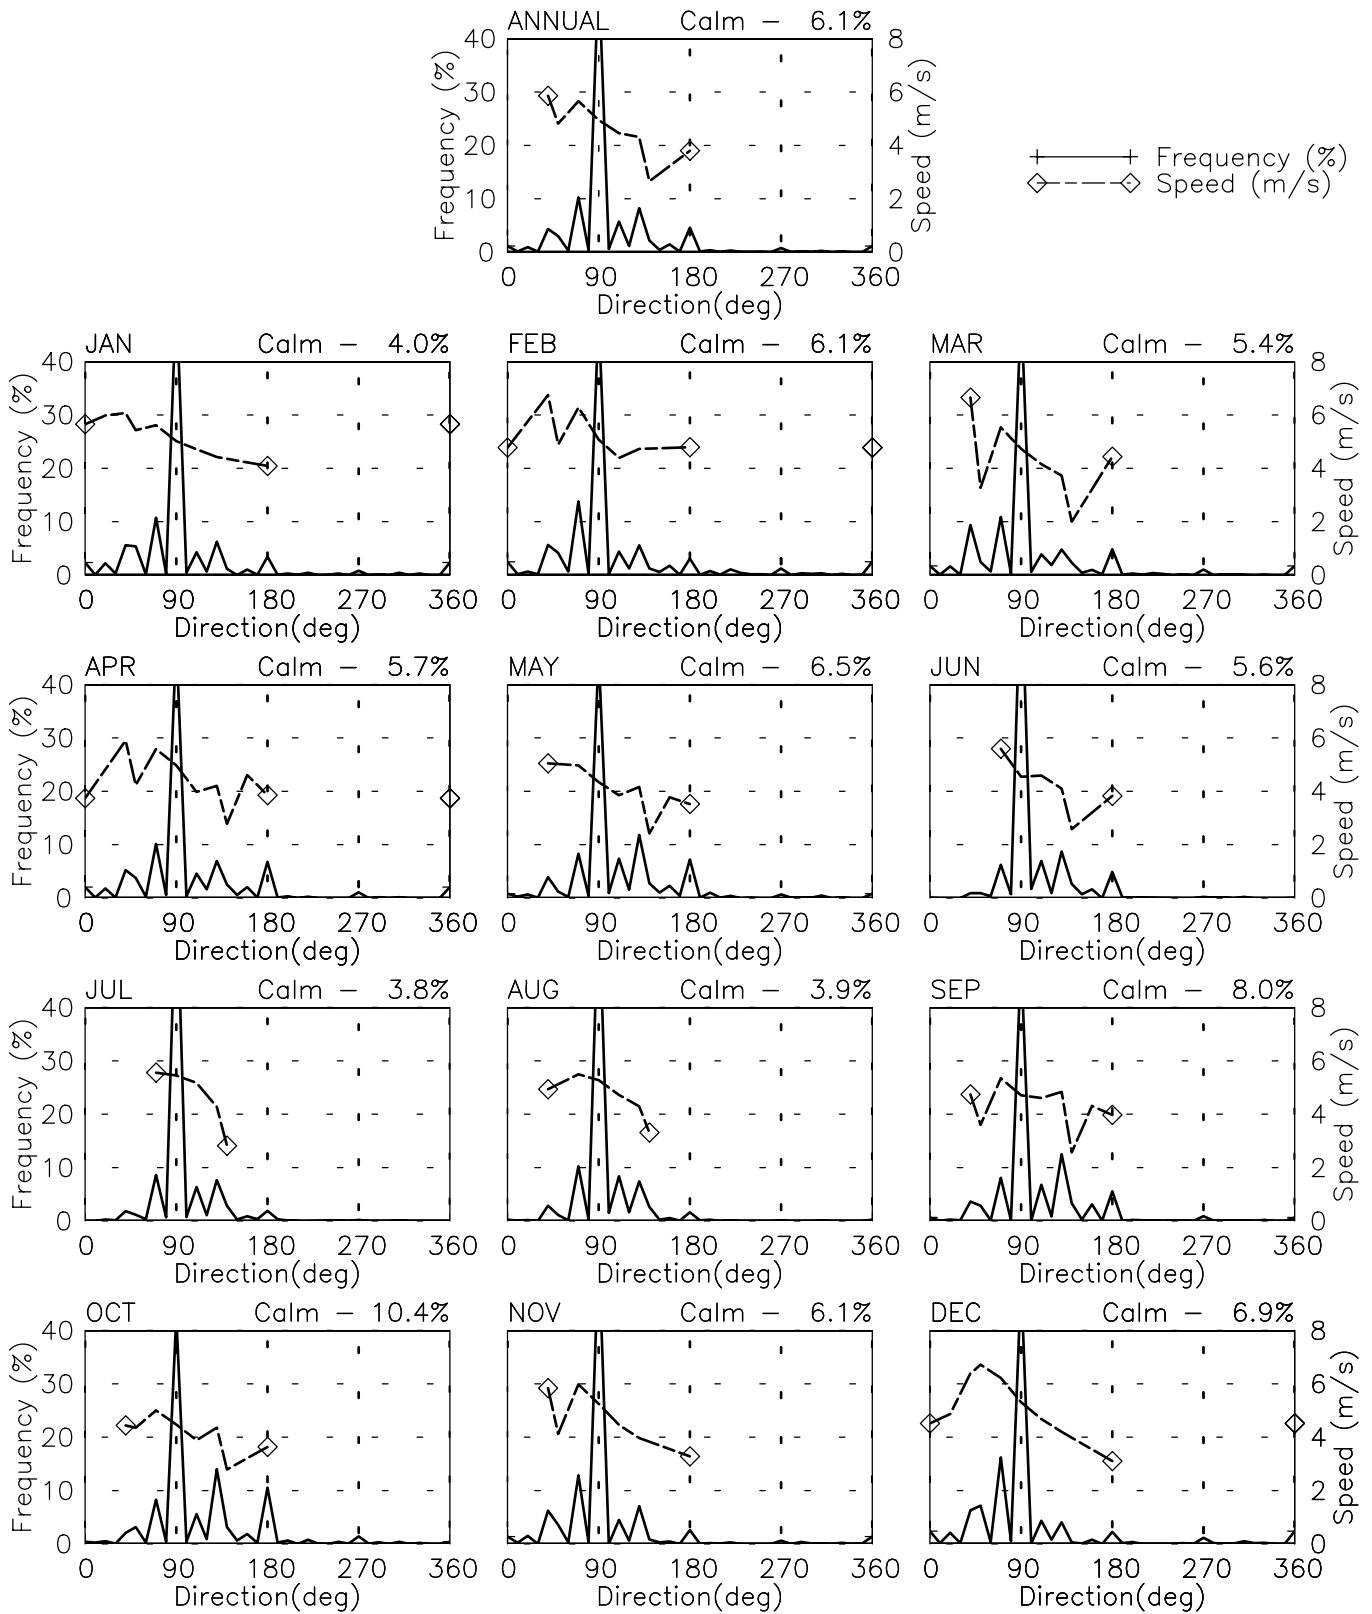 ANNUAL Calm – 6.1%
40 8
30 6
20 4
10 2
0 0
Frequency (%)
Speed (m/s)
0 90 180 270 360
Direction(deg)
Frequency (%)
Speed (m/s)
JAN Calm – 4.0% FEB Calm – 6.1% MAR Calm – 5.4%
40 8
30 6
20 4
10 2
0 0
Frequency (%)
Speed (m/s)
0 90 180 270 360 0 90 180 270 360 0 90 180 270 360
Direction(deg) Direction(deg) Direction(deg)
APR Calm – 5.7% MAY Calm – 6.5% JUN Calm – 5.6%
40 8
30 6
20 4
10 2
0 0
Frequency (%)
Speed (m/s)
0 90 180 270 360 0 90 180 270 360 0 90 180 270 360
Direction(deg) Direction(deg) Direction(deg)
JUL Calm – 3.8% AUG Calm – 3.9% SEP Calm – 8.0%
40 8
30 6
20 4
10 2
0 0
Frequency (%)
Speed (m/s)
0 90 180 270 360 0 90 180 270 360 0 90 180 270 360
Direction(deg) Direction(deg) Direction(deg)
OCT Calm – 10.4% NOV Calm – 6.1% DEC Calm – 6.9%
40 8
30 6
20 4
10 2
0 0
Frequency (%)
Speed (m/s)
0 90 180 270 360 0 90 180 270 360 0 90 180 270 360
Direction(deg) Direction(deg) Direction(deg)